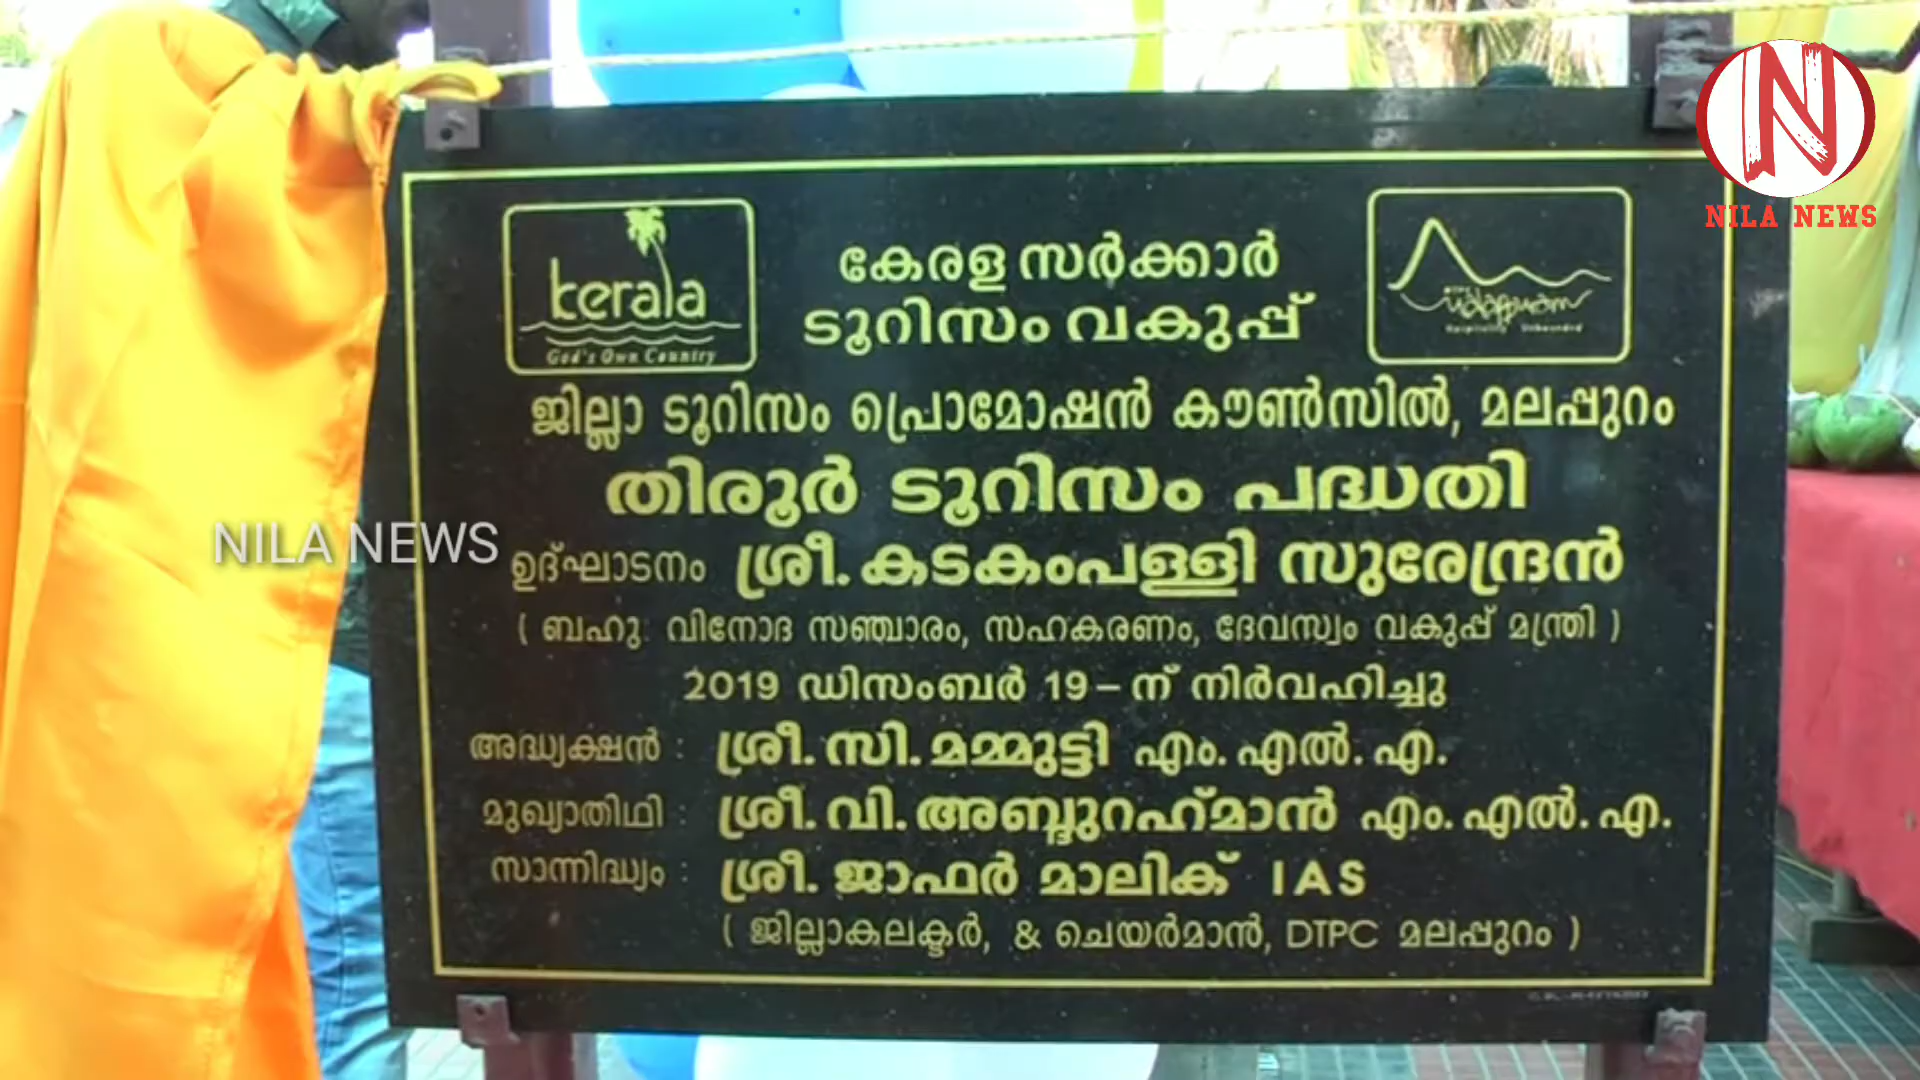 NILA NEWS
kerala
God's Own Country
കേരള സർക്കാർ
ടൂറിസം വകുപ്പ്
ജില്ലാ ടൂറിസം പ്രൊമോഷൻ കൗൺസിൽ, മലപ്പുറം
തിരൂർ ടൂറിസം പദ്ധതി
NILA NEWS
ഉദ്ഘാടനം ശ്രീ. കടകംപള്ളി സുരേന്ദ്രൻ
( ബഹു. വിനോദ സഞ്ചാരം, സഹകരണം, ദേവസ്വം വകുപ്പ് മന്ത്രി )
2019 ഡിസംബർ 19 – ന് നിർവഹിച്ചു
അദ്ധ്യക്ഷൻ : ശ്രീ. സി. മമ്മുട്ടി എം. എൽ. എ.
മുഖ്യാതിഥി : ശ്രീ. വി. അബ്ദുറഹ്മാൻ എം. എൽ. എ.
സാന്നിദ്ധ്യം : ശ്രീ. ജാഫർ മാലിക് IAS
( ജില്ലാകലക്ടർ, & ചെയർമാൻ, DTPC മലപ്പുറം )